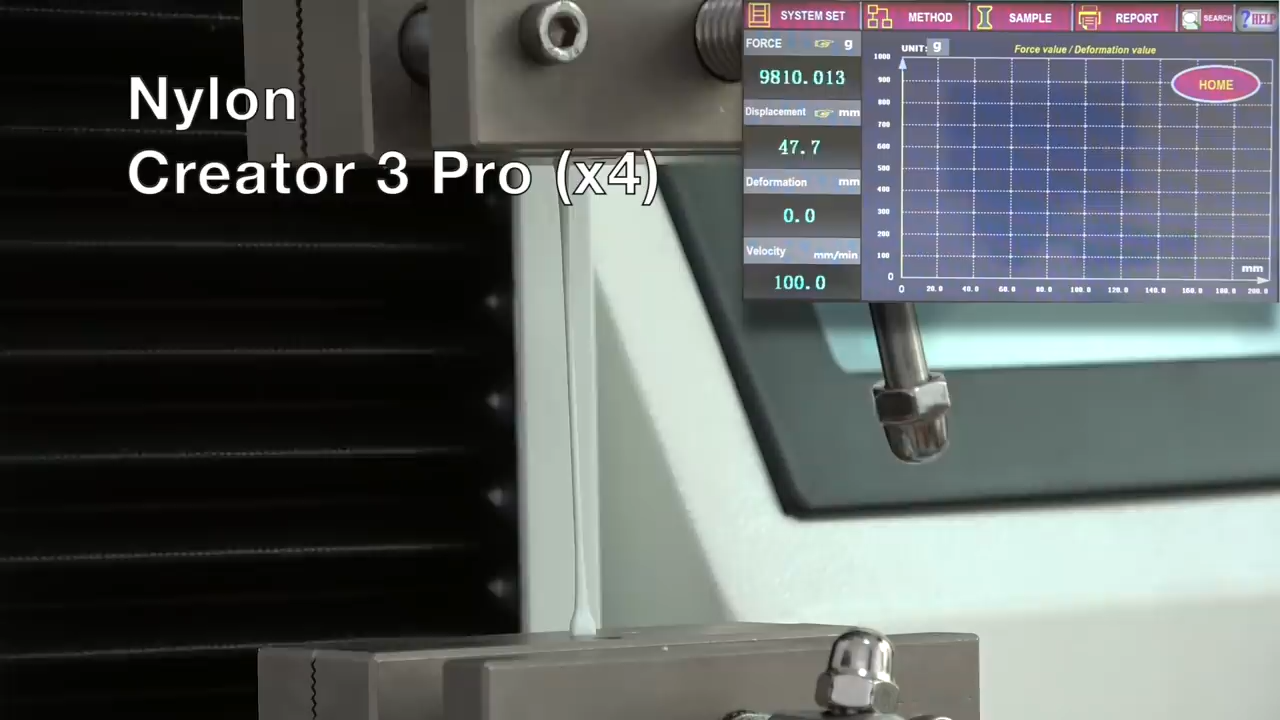 Nylon
Creator 3 Pro (x4)
SYSTEM SET
METHOD
SAMPLE
REPORT
SEARCH
?HELP
FORCE g
9810.013
Displacement mm
47.7
Deformation mm
0.0
Velocity mm/min
100.0
UNIT: g
Force value / Deformation value
HOME
1000
900
800
700
600
500
400
300
200
100
0
mm
0 20.0 40.0 60.0 80.0 100.0 120.0 140.0 160.0 180.0 200.0